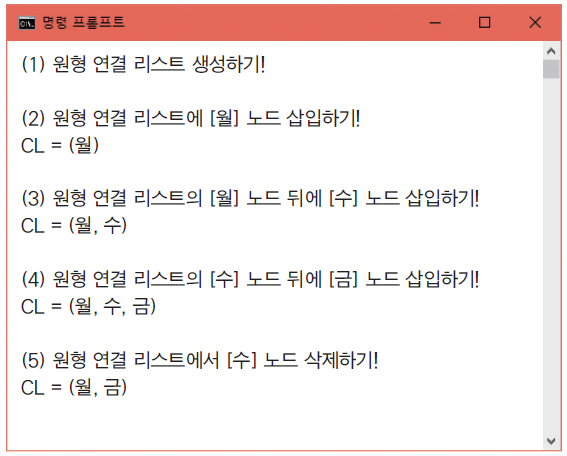 명령 프롬프트
(1) 원형 연결 리스트 생성하기!
(2) 원형 연결 리스트에 [월] 노드 삽입하기!
CL = (월)
(3) 원형 연결 리스트의 [월] 노드 뒤에 [수] 노드 삽입하기!
CL = (월, 수)
(4) 원형 연결 리스트의 [수] 노드 뒤에 [금] 노드 삽입하기!
CL = (월, 수, 금)
(5) 원형 연결 리스트에서 [수] 노드 삭제하기!
CL = (월, 금)